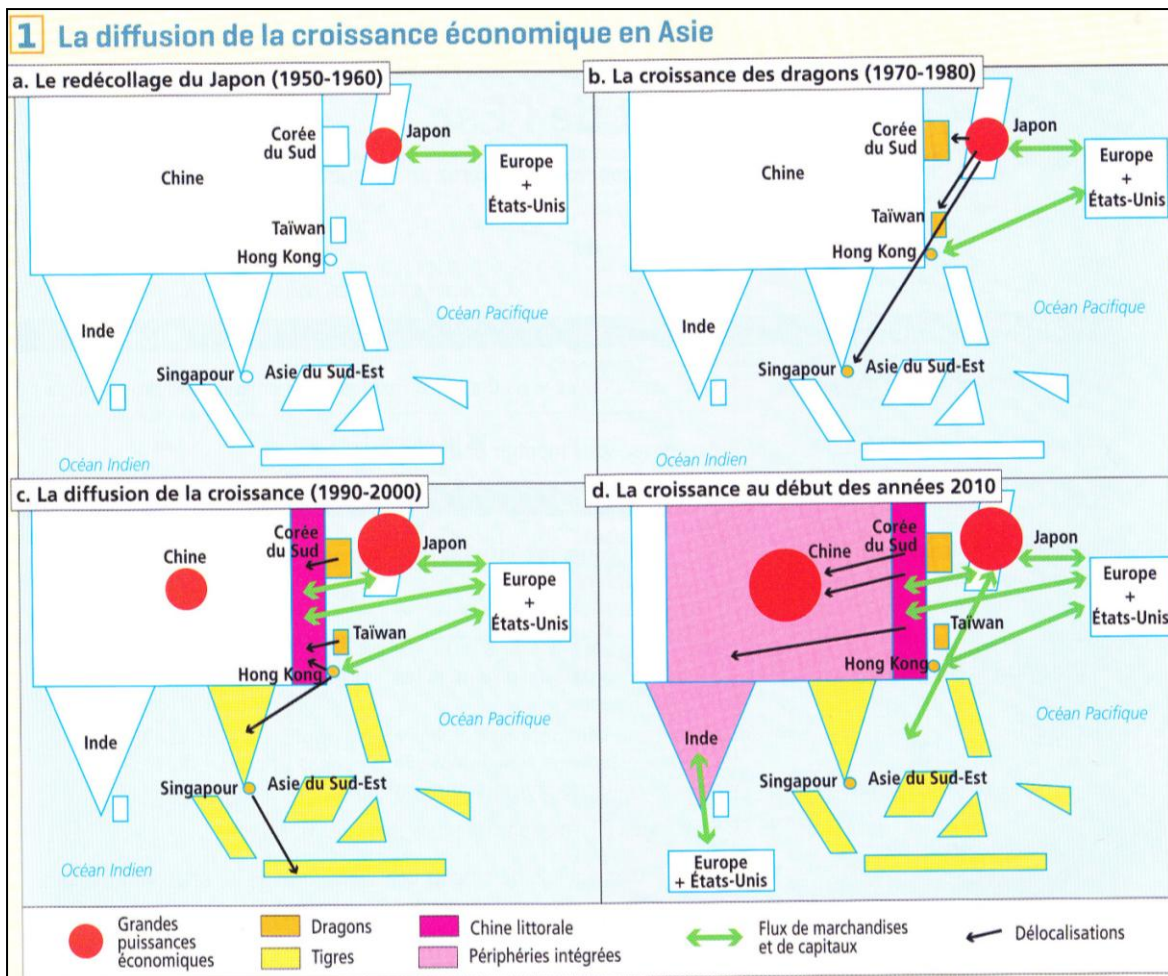 1 La diffusion de la croissance économique en Asie
a. Le redécollage du Japon (1950-1960)
Corée
du Sud
Japon
Chine
Europe
+
États-Unis
Taïwan
Hong Kong
Océan Pacifique
Inde
Singapour
Asie du Sud-Est
Océan Indien
b. La croissance des dragons (1970-1980)
Corée
du Sud
Japon
Chine
Europe
+
États-Unis
Taïwan
Hong Kong
Océan Pacifique
Inde
Singapour
Asie du Sud-Est
Océan Indien
c. La diffusion de la croissance (1990-2000)
Corée
du Sud
Japon
Chine
Europe
+
États-Unis
Taïwan
Hong Kong
Océan Pacifique
Inde
Singapour
Asie du Sud-Est
Océan Indien
d. La croissance au début des années 2010
Corée
du Sud
Japon
Chine
Europe
+
États-Unis
Taïwan
Hong Kong
Océan Pacifique
Inde
Singapour
Asie du Sud-Est
Europe
+ États-Unis
Grandes
puissances
économiques
Dragons
Tigres
Chine littorale
Périphéries intégrées
Flux de marchandises
et de capitaux
Délocalisations